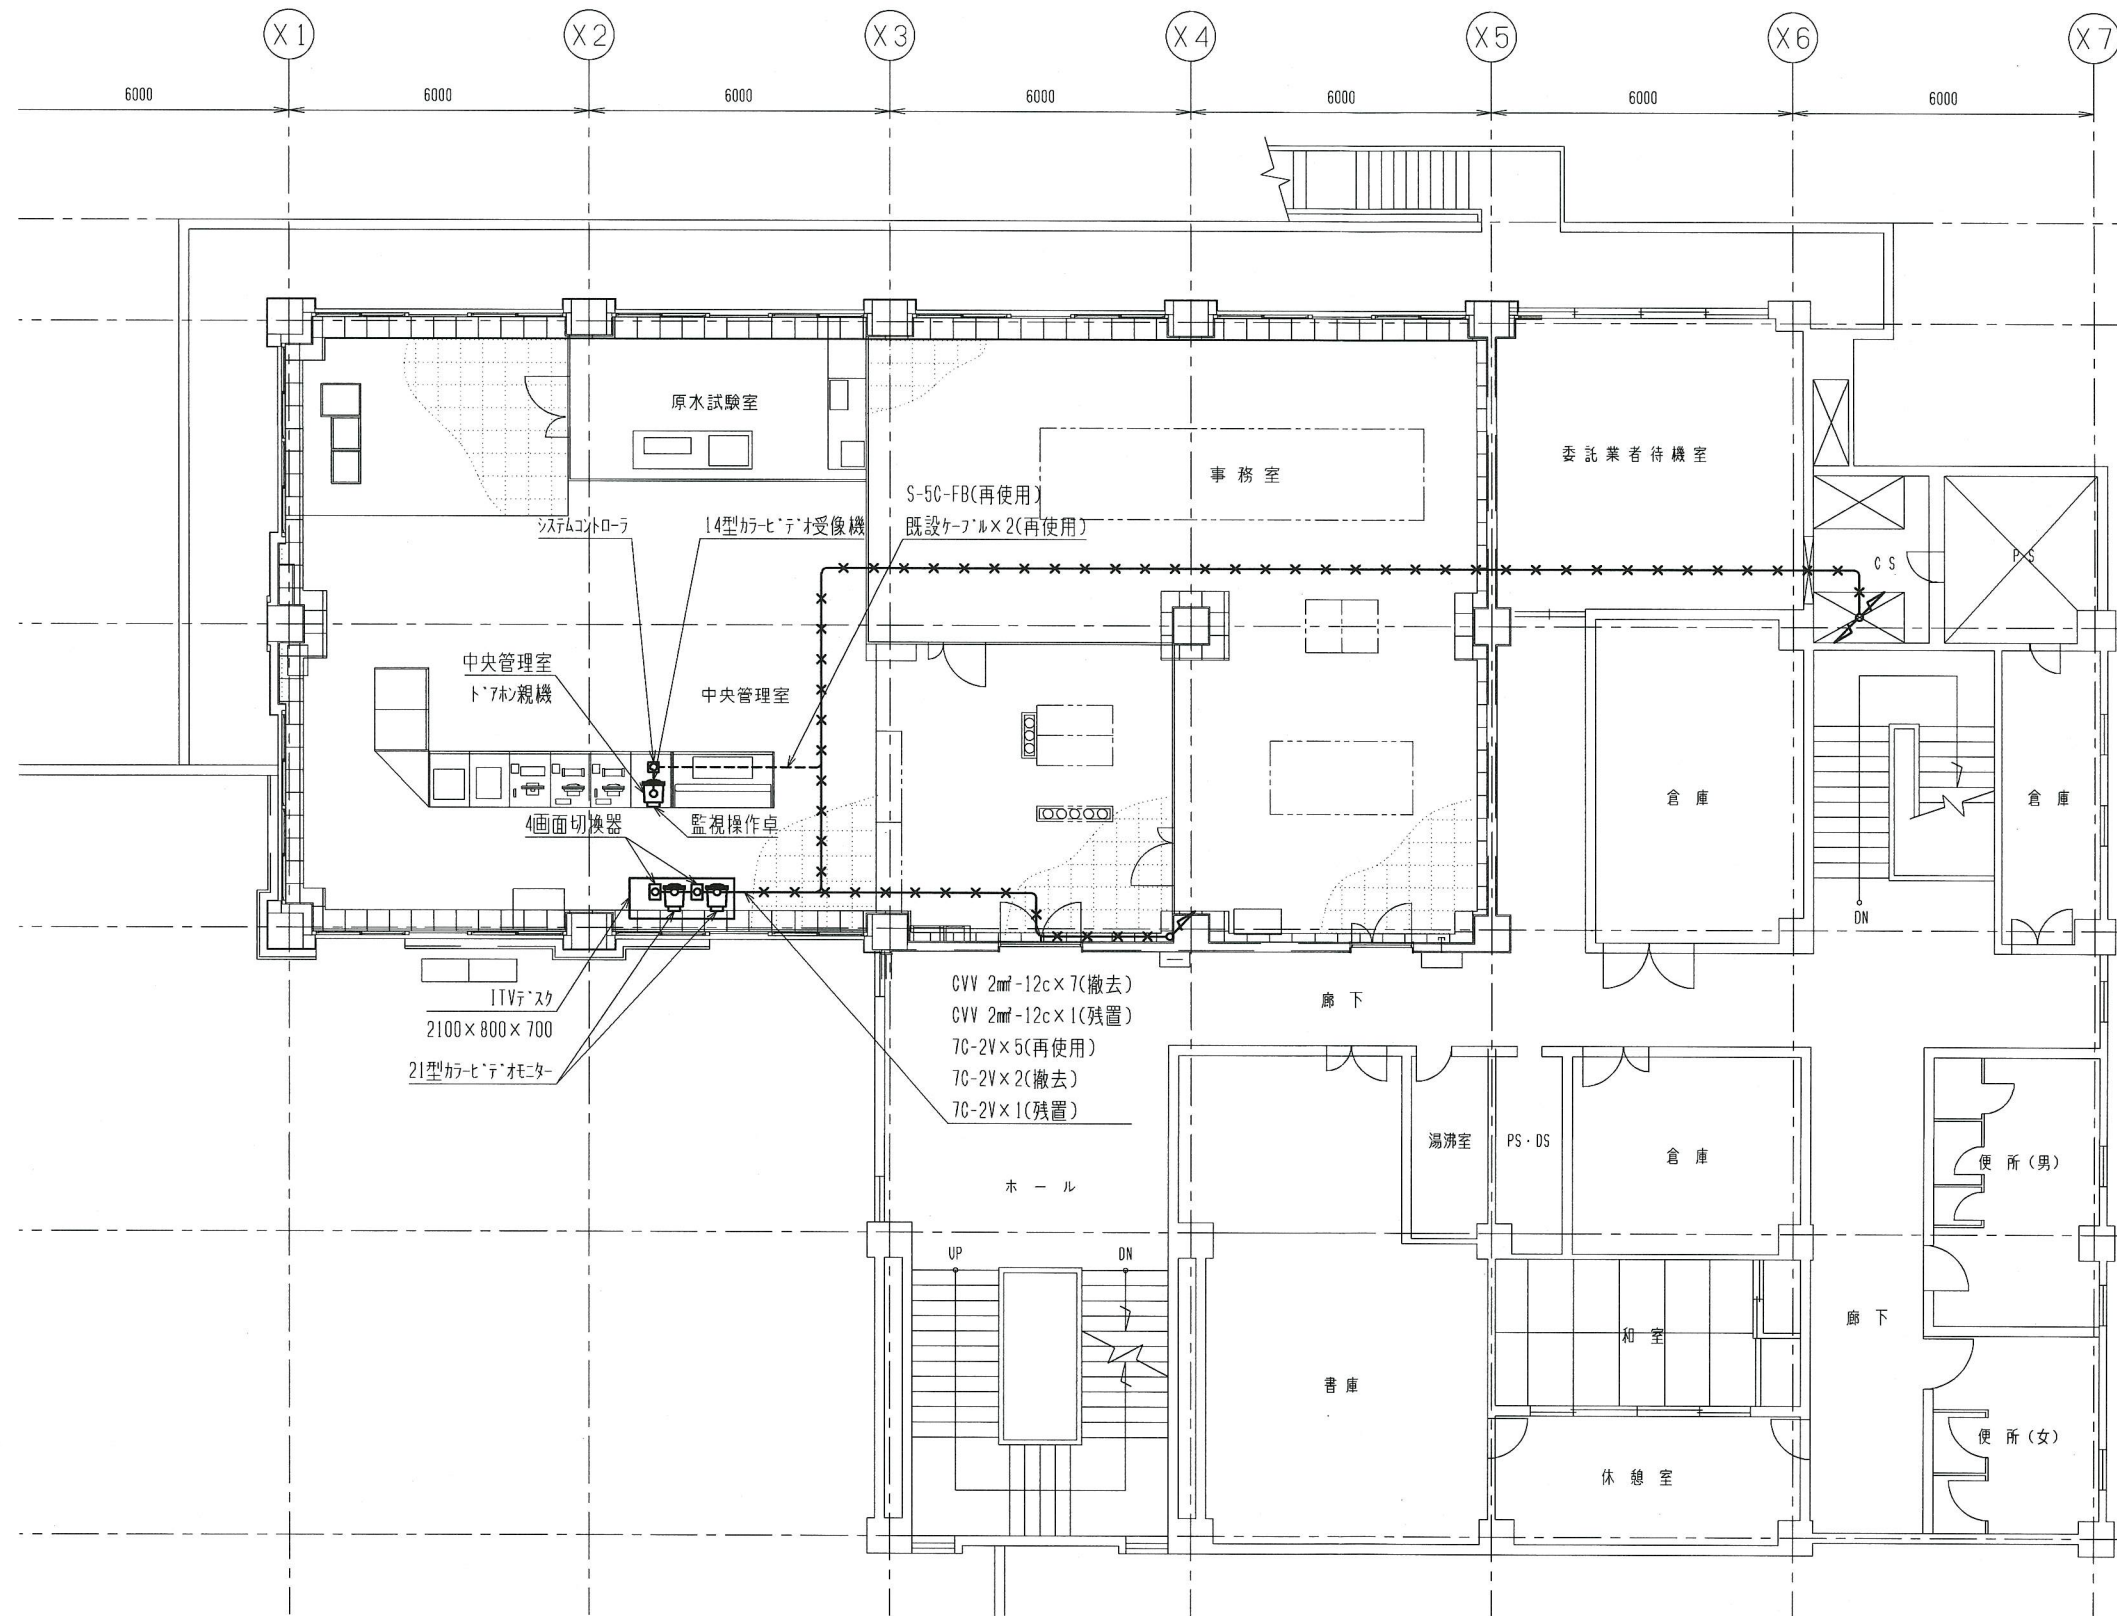 X1
X2
X3
X4
X5
X6
X7
6000
6000
6000
6000
6000
6000
6000
原水試験室
事務室
委託業者待機室
S-5C-FB(再使用)
既設ケーブル×2(再使用)
システムコントローラ
14型カラービデオ受像機
CS
PS
中央管理室
ドアホン親機
中央管理室
4画面切換器
監視操作卓
倉庫
倉庫
DN
ITVデスク
2100×800×700
21型カラービデオモニター
CVV 2㎟-12c×7(撤去)
CVV 2㎟-12c×1(残置)
7C-2V×5(再使用)
7C-2V×2(撤去)
7C-2V×1(残置)
廊下
湯沸室
PS・DS
倉庫
便所(男)
ホール
UP
DN
和室
廊下
書庫
便所(女)
休憩室